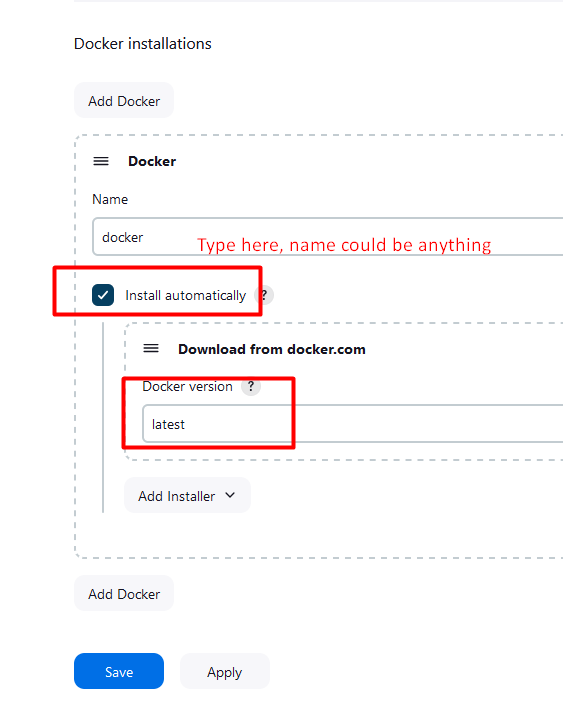 Docker installations
Add Docker
Docker
Name
docker
Type here, name could be anything
Install automatically ?
Download from docker.com
Docker version ?
latest
Add Installer
Add Docker
Save Apply